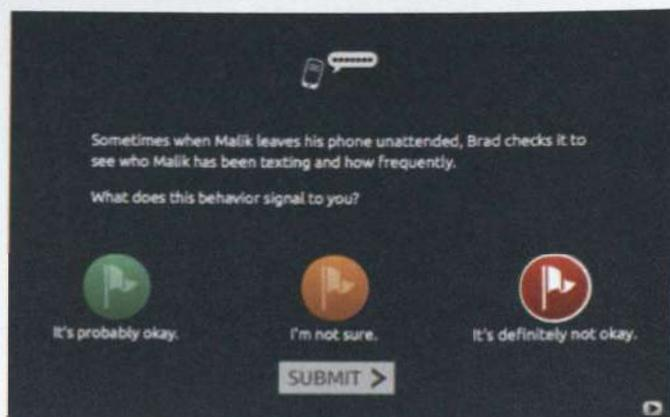 Sometimes when Malik leaves his phone unattended, Brad checks it to
see who Malik has been texting and how frequently.
What does this behavior signal to you?
It's probably okay.
I'm not sure.
It's definitely not okay.
SUBMIT >